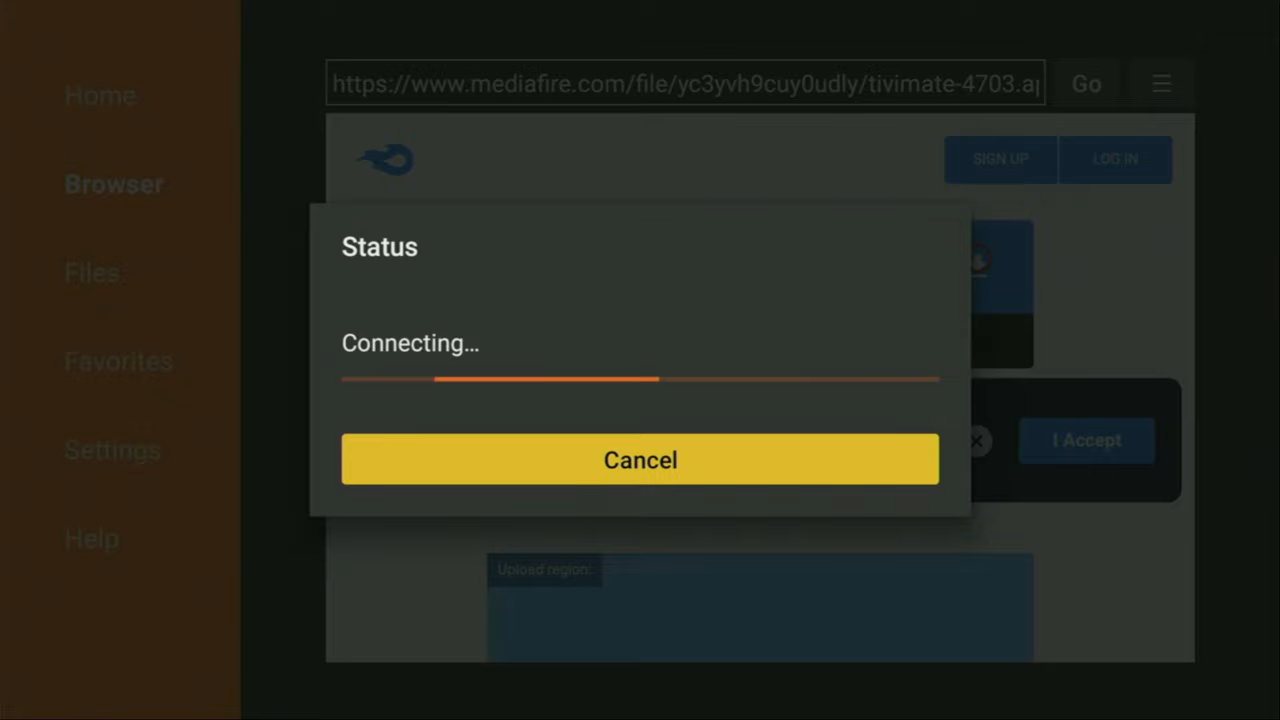 Home
Browser
Files
Favorites
Settings
Help
https://www.mediafire.com/file/yc3yvh9cuy0udly/tivimate-4703.ap
Go
SIGN UP
LOG IN
Status
Connecting...
Cancel
I Accept
Upload region: